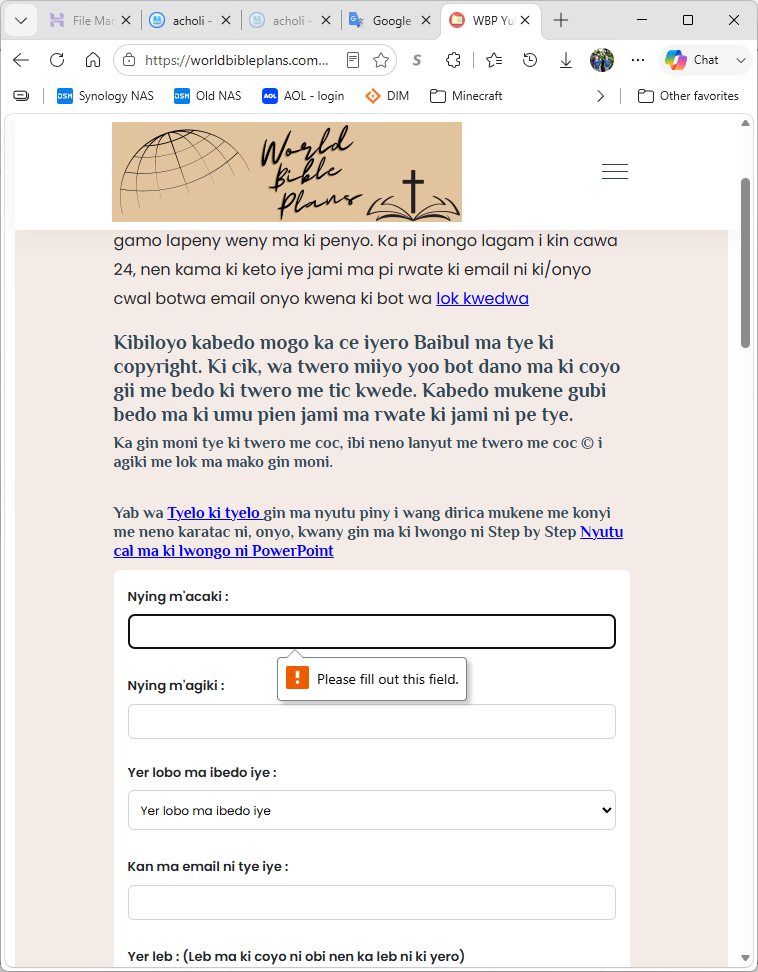 File Man
acholi -
acholi -
Google
WBP Yu
https://worldbibleplans.com...
Chat
Synology NAS
Old NAS
AOL - login
DIM
Minecraft
Other favorites
World
Bible
Plans
gamo lapeny weny ma ki penyo. Ka pi inongo lagam i kin cawa
24, nen kama ki keto iye jami ma pi rwate ki email ni ki/onyo
cwal botwa email onyo kwena ki bot wa lok kwedwa
Kibiloyo kabedo mogo ka ce iyero Baibul ma tye ki
copyright. Ki cik, wa twero miiyo yoo bot dano ma ki coyo
gii me bedo ki twero me tic kwede. Kabedo mukene gubi
bedo ma ki umu pien jami ma rwate ki jami ni pe tye.
Ka gin moni tye ki twero me coc, ibi neno lanyut me twero me coc © i
agiki me lok ma mako gin moni.
Yab wa Tyelo ki tyelo gin ma nyutu piny i wang dirica mukene me konyi
me neno karatac ni, onyo, kwany gin ma ki lwongo ni Step by Step Nyutu
cal ma ki lwongo ni PowerPoint
Nying m'acaki :
Please fill out this field.
Nying m'agiki :
Yer lobo ma ibedo iye :
Yer lobo ma ibedo iye
Kan ma email ni tye iye :
Yer leb : (Leb ma ki coyo ni obi nen ka leb ni ki yero)